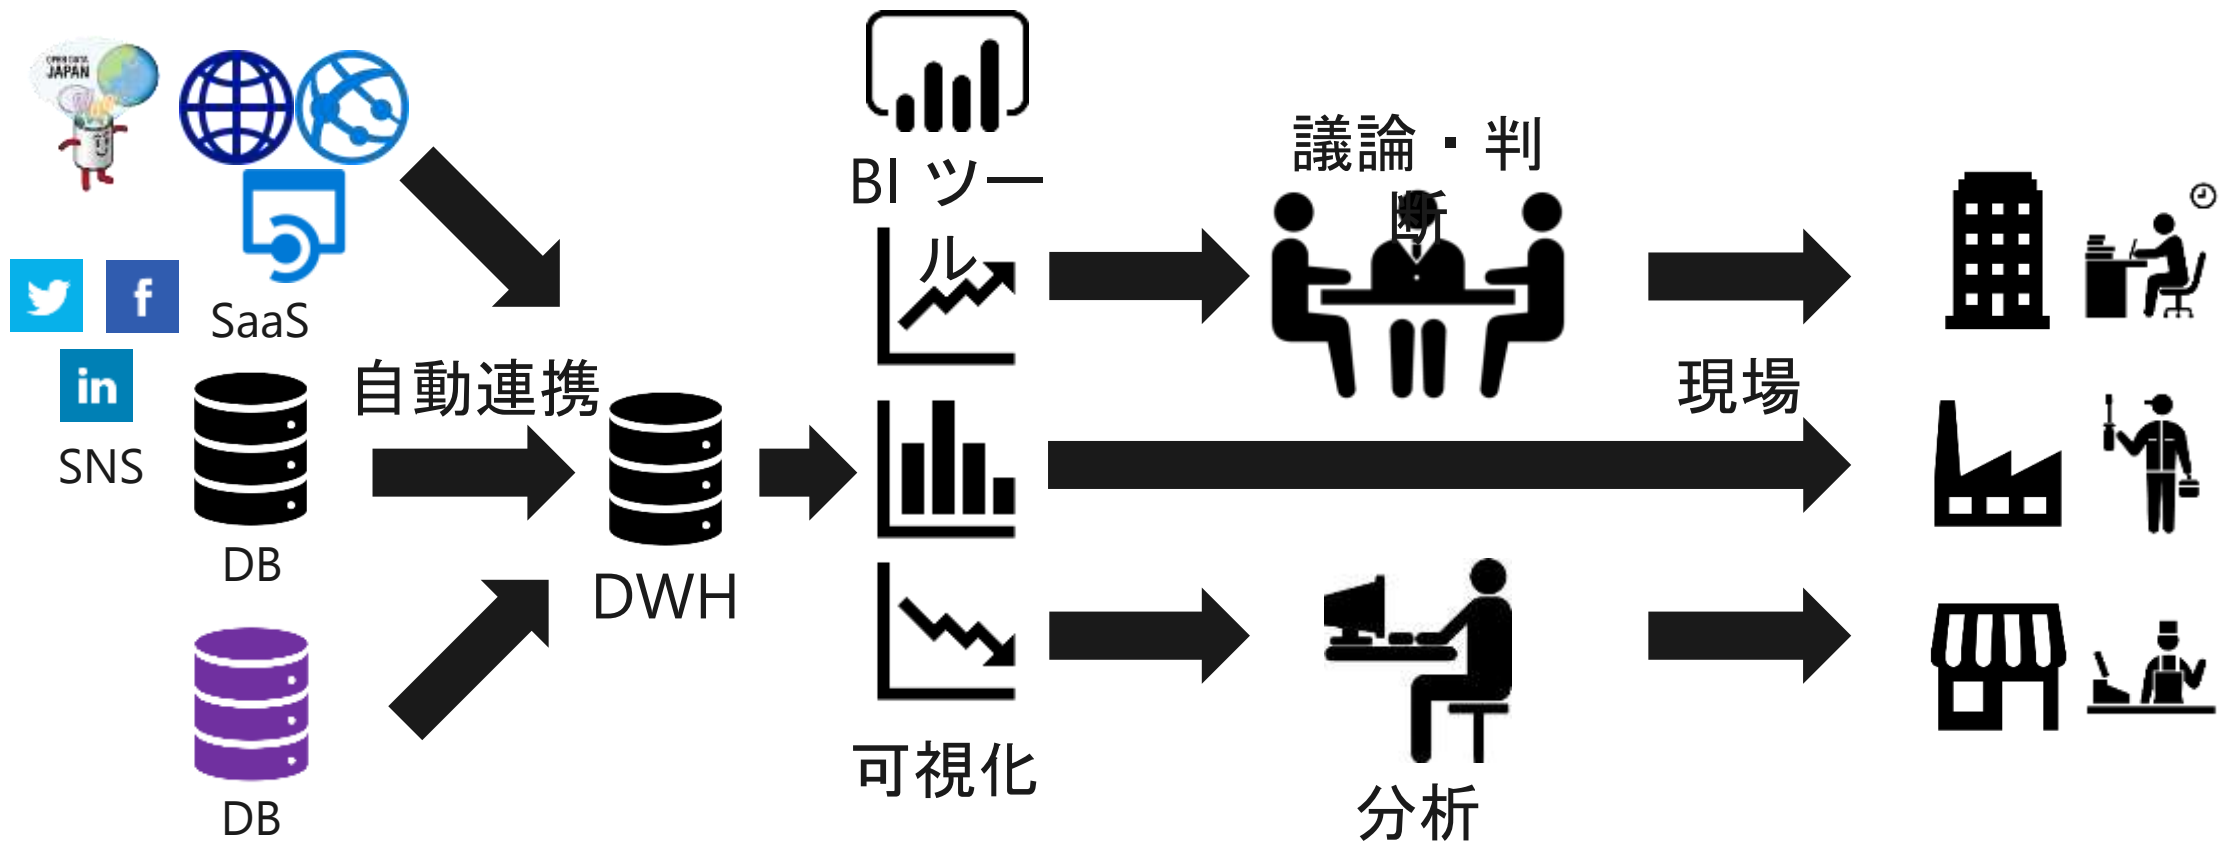 OPEN DATA
JAPAN
SaaS
SNS
DB
DB
自動連携
DWH
BI ツー
ル
可視化
議論・判
断
分析
現場